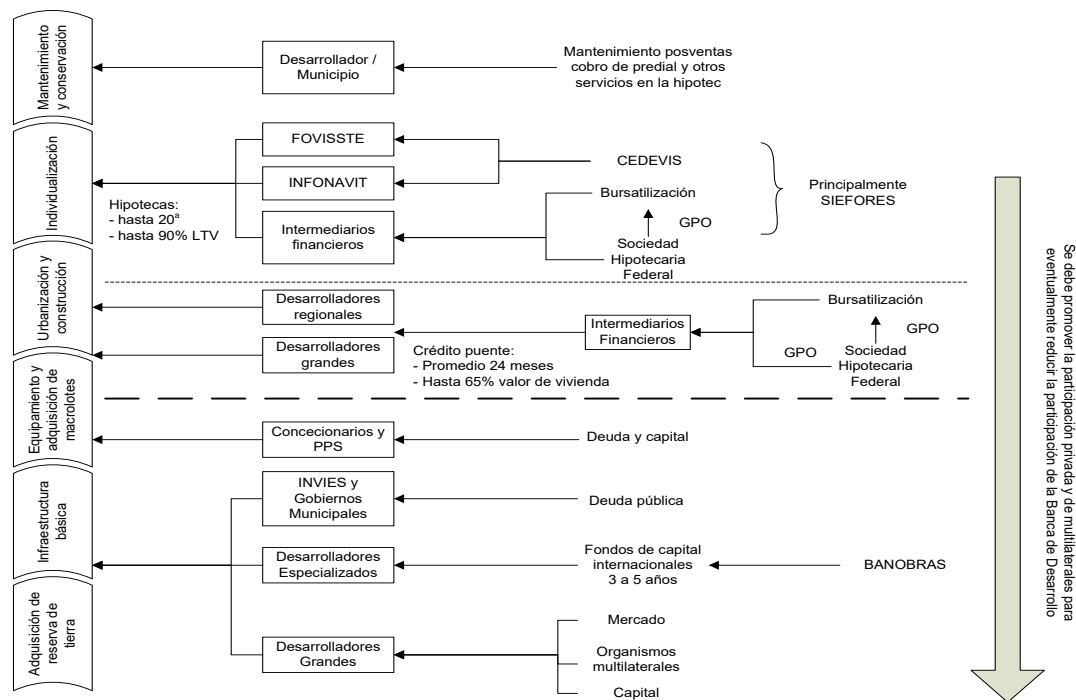 Mantenimiento
y conservación
Desarrollador /
Municipio
Mantenimiento posventas
cobro de predial y otros
servicios en la hipotec
Individualización
FOVISSTE
INFONAVIT
Intermediarios
financieros
Hipotecas:
- hasta 20ª
- hasta 90% LTV
CEDEVIS
Bursatilización
GPO
Sociedad
Hipotecaria
Federal
Principalmente
SIEFORES
Urbanización y
construcción
Desarrolladores
regionales
Desarrolladores
grandes
Crédito puente:
- Promedio 24 meses
- Hasta 65% valor de vivienda
Intermediarios
Financieros
Bursatilización
GPO
GPO
Sociedad
Hipotecaria
Federal
Equipamiento y
adquisición de
macrolotes
Concecionarios y
PPS
Deuda y capital
Infraestructura
básica
INVIES y
Gobiernos
Municipales
Deuda pública
Desarrolladores
Especializados
Fondos de capital
internacionales
3 a 5 años
BANOBRAS
Adquisición de
reserva de
tierra
Desarrolladores
Grandes
Mercado
Organismos
multilaterales
Capital
Se debe promover la participación privada y de multilaterales para
eventualmente reducir la participación de la Banca de Desarrollo